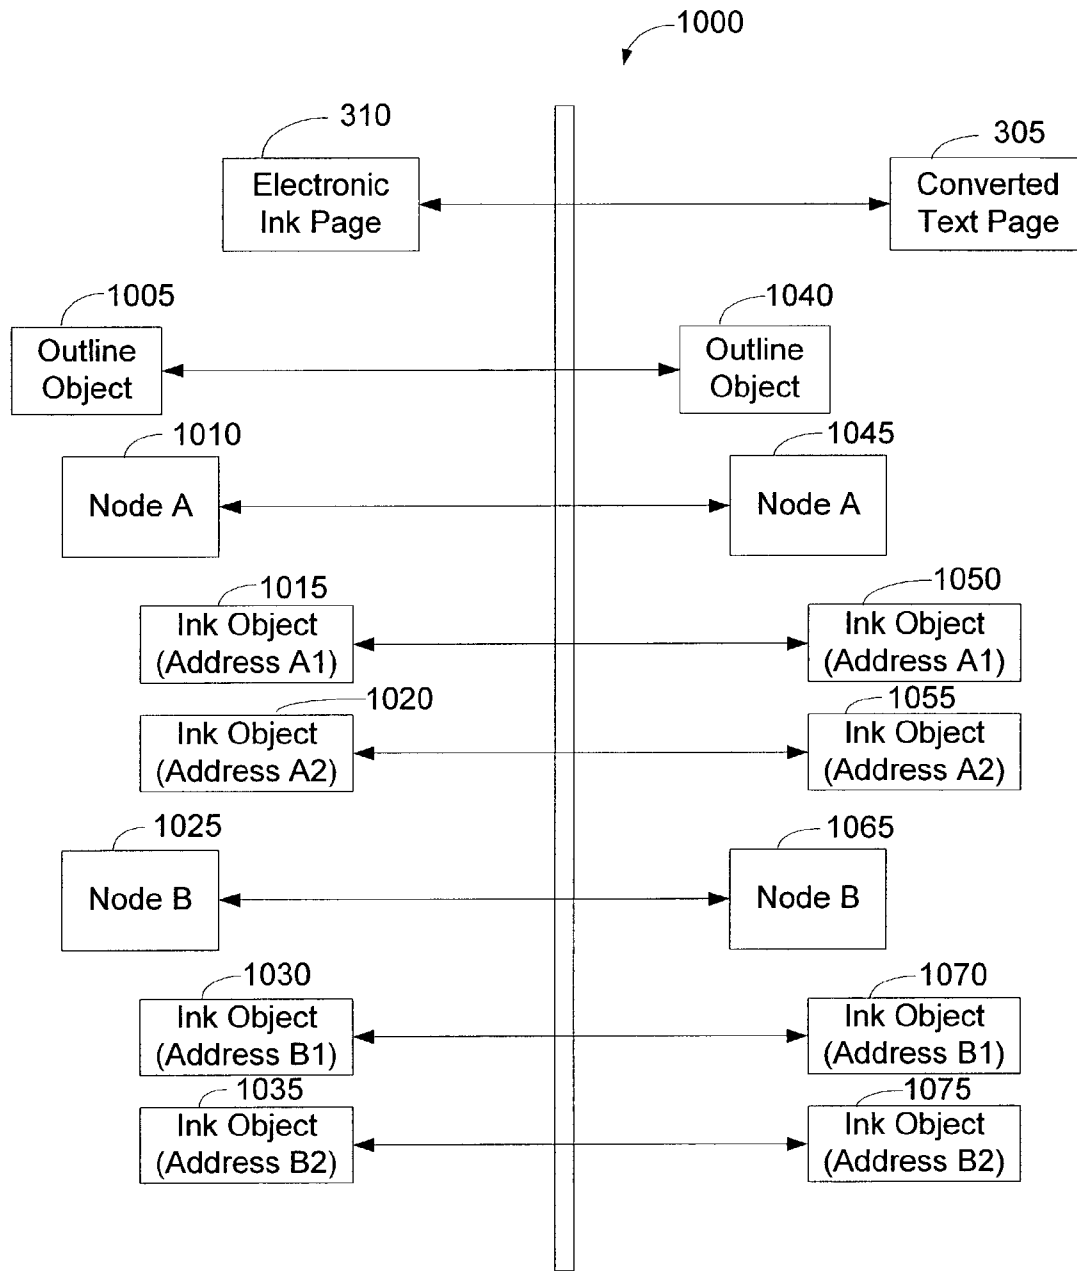 1000
310
305
Electronic
Ink Page
Converted
Text Page
1005
1040
Outline
Object
Outline
Object
1010
1045
Node A
Node A
1015
1050
Ink Object
(Address A1)
Ink Object
(Address A1)
1020
1055
Ink Object
(Address A2)
Ink Object
(Address A2)
1025
1065
Node B
Node B
1030
1070
Ink Object
(Address B1)
Ink Object
(Address B1)
1035
1075
Ink Object
(Address B2)
Ink Object
(Address B2)